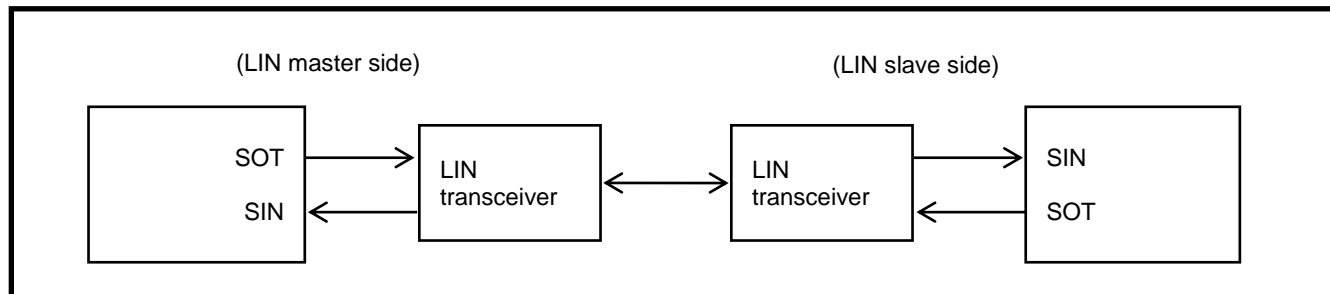 (LIN master side)
(LIN slave side)
SOT
SIN
LIN
transceiver
LIN
transceiver
SIN
SOT